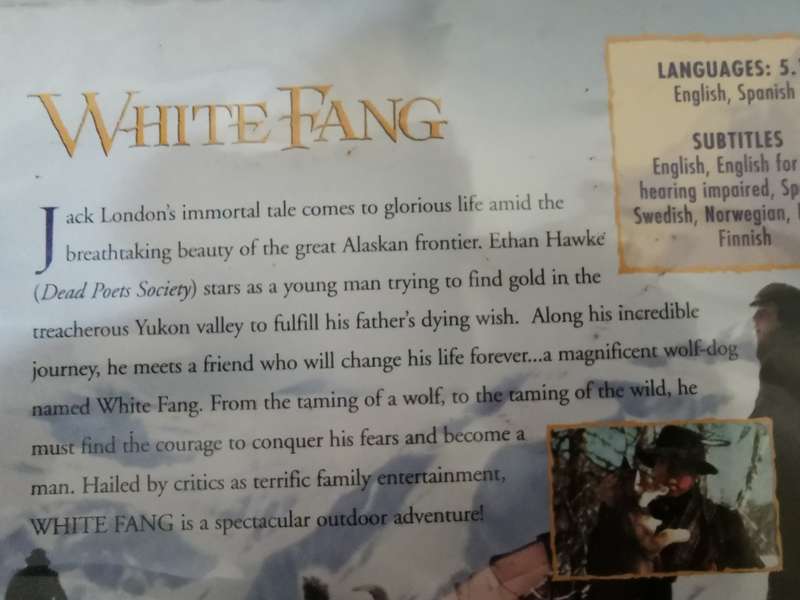 WHITE FANG
Jack London's immortal tale comes to glorious life amid the
breathtaking beauty of the great Alaskan frontier. Ethan Hawke
(Dead Poets Society) stars as a young man trying to find gold in the
treacherous Yukon valley to fulfill his father's dying wish. Along his incredible
journey, he meets a friend who will change his life forever...a magnificent wolf-dog
named White Fang. From the taming of a wolf, to the taming of the wild, he
must find the courage to conquer his fears and become a
man. Hailed by critics as terrific family entertainment,
WHITE FANG is a spectacular outdoor adventure!
LANGUAGES: 5.
English, Spanish
SUBTITLES
English, English for
hearing impaired, Sp
Swedish, Norwegian,
Finnish